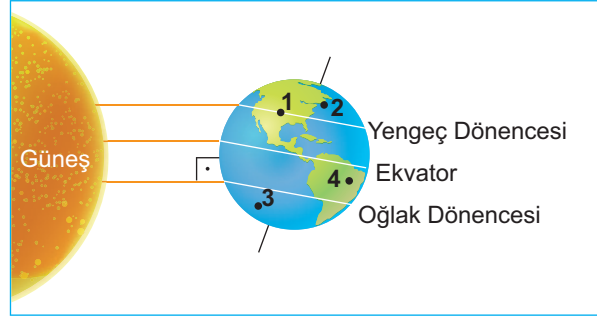 1
2
Yengeç Dönencesi
Güneş
Ekvator
4
3
Oğlak Dönencesi